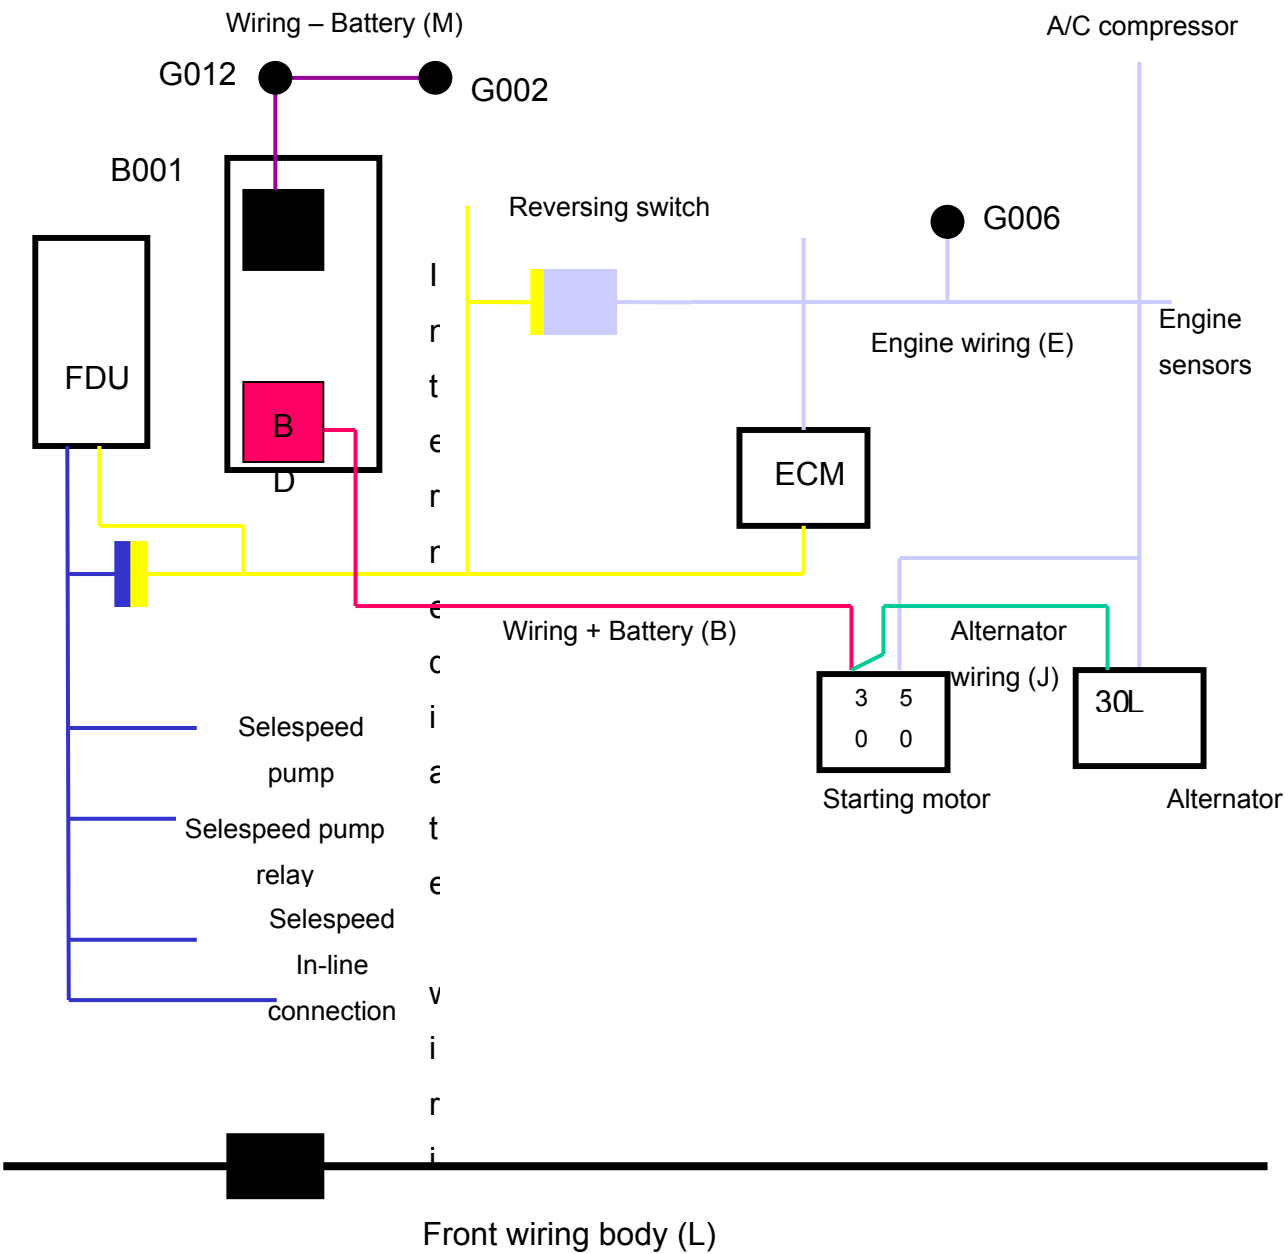 Wiring – Battery (M)
A/C compressor
G012
G002
B001
Reversing switch
G006
Engine wiring (E)
Engine
sensors
FDU
B
D
ECM
I
n
t
e
r
m
e
d
i
a
t
e
w
i
r
i
Wiring + Battery (B)
Alternator
wiring (J)
3 5
0 0
30L
Starting motor
Alternator
Selespeed
pump
Selespeed pump
relay
Selespeed
In-line
connection
Front wiring body (L)